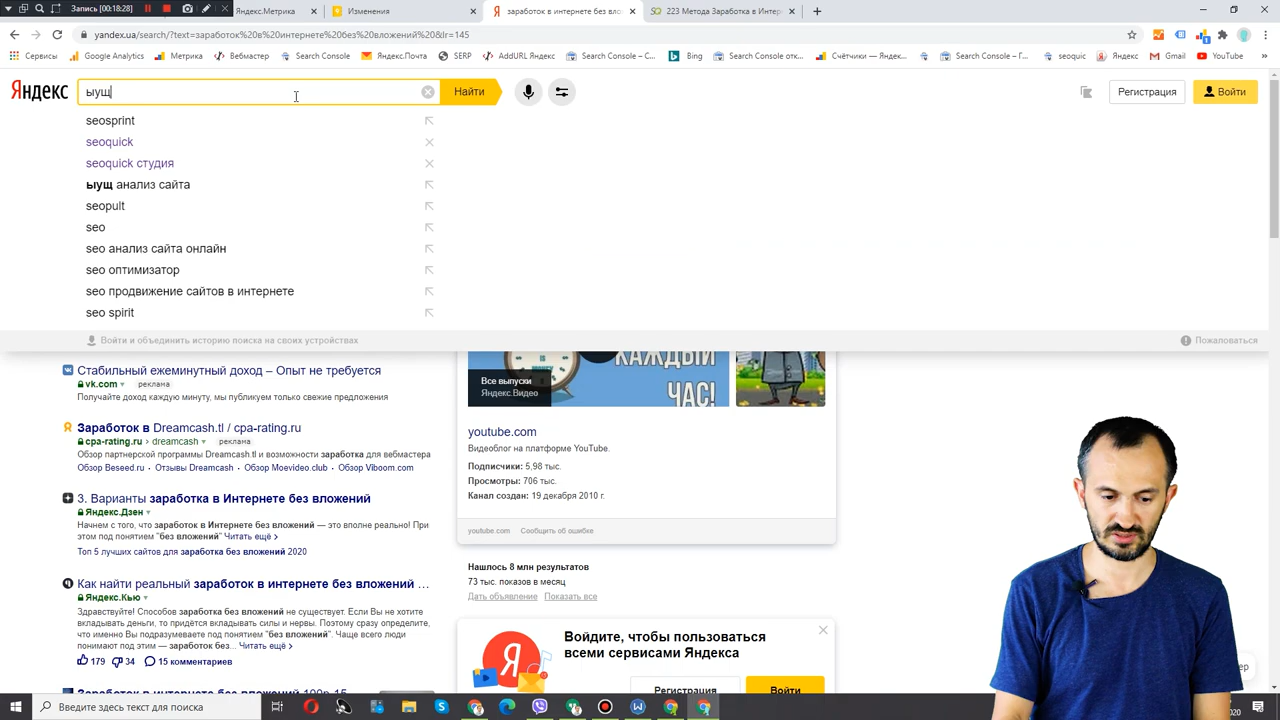 [00:18:28]
Яндекс.Метрика
Изменения
заработок в интернете без вло
223 Метода Заработка в Интер
yandex.ua/search/?text=заработок%20в%20интернете%20без%20вложений%20&lr=145
Сервисы
Google Analytics
Метрика
Вебмастер
Search Console
Яндекс.Почта
SERP
AddURL Яндекс
Search Console – С...
Bing
Search Console – П...
Счётчики — Яндекс....
Search Console
seoquic
Яндекс
Gmail
YouTube
Яндекс
ыущ
Найти
Регистрация
Войти
seosprint
seoquick
seoquick студия
ыущ анализ сайта
seopult
seo
seo анализ сайта онлайн
seo оптимизатор
seo продвижение сайтов в интернете
seo spirit
Войти и объединить историю поиска на своих устройствах
Пожаловаться
Стабильный ежеминутный доход – Опыт не требуется
vk.com
реклама
Получайте доход каждую минуту, мы публикуем только свежие предложения
Заработок в Dreamcash.tl / cpa-rating.ru
cpa-rating.ru › dreamcash
реклама
Обзор партнерской программы Dreamcash.tl и возможности заработка для вебмастера
Обзор Beseed.ru · Отзывы Dreamcash · Обзор Moevideo.club · Обзор Viboom.com
3. Варианты заработка в Интернете без вложений
Яндекс.Дзен
Начнем с того, что заработок в Интернете без вложений — это вполне реально! При
этом под понятием "без вложений". Читать ещё >
Топ 5 лучших сайтов для заработка без вложений 2020
Как найти реальный заработок в интернете без вложений ...
Яндекс.Кью
Здравствуйте! Способов заработка без вложений не существует. Если Вы не хотите
вкладывать деньги, то придётся вкладывать силы и нервы. Поэтому сразу определите,
что именно Вы подразумеваете под понятием "без вложений". Чаще всего люди
понимают под этим — заработок без... Читать ещё >
179
34
15 комментариев
КАЖДЫЙ
ЧАС!
Все выпуски
Яндекс.Видео
youtube.com
Видеоблог на платформе YouTube.
Подписчики: 5,98 тыс.
Просмотры: 706 тыс.
Канал создан: 19 декабря 2010 г.
youtube.com
Сообщить об ошибке
Нашлось 8 млн результатов
73 тыс. показов в месяц
Дать объявление
Показать все
Войдите, чтобы пользоваться
всеми сервисами Яндекса
Регистрация
Войти
Введите здесь текст для поиска